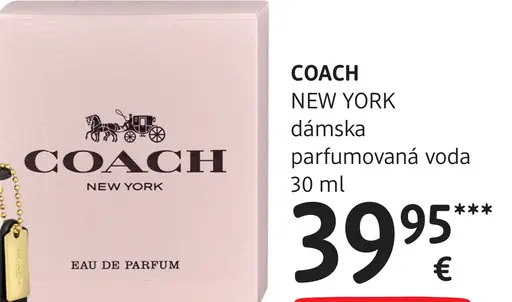 COACH
NEW YORK
EAU DE PARFUM
COACH
NEW YORK
dámska
parfumovaná voda
30 ml
39 95***
€